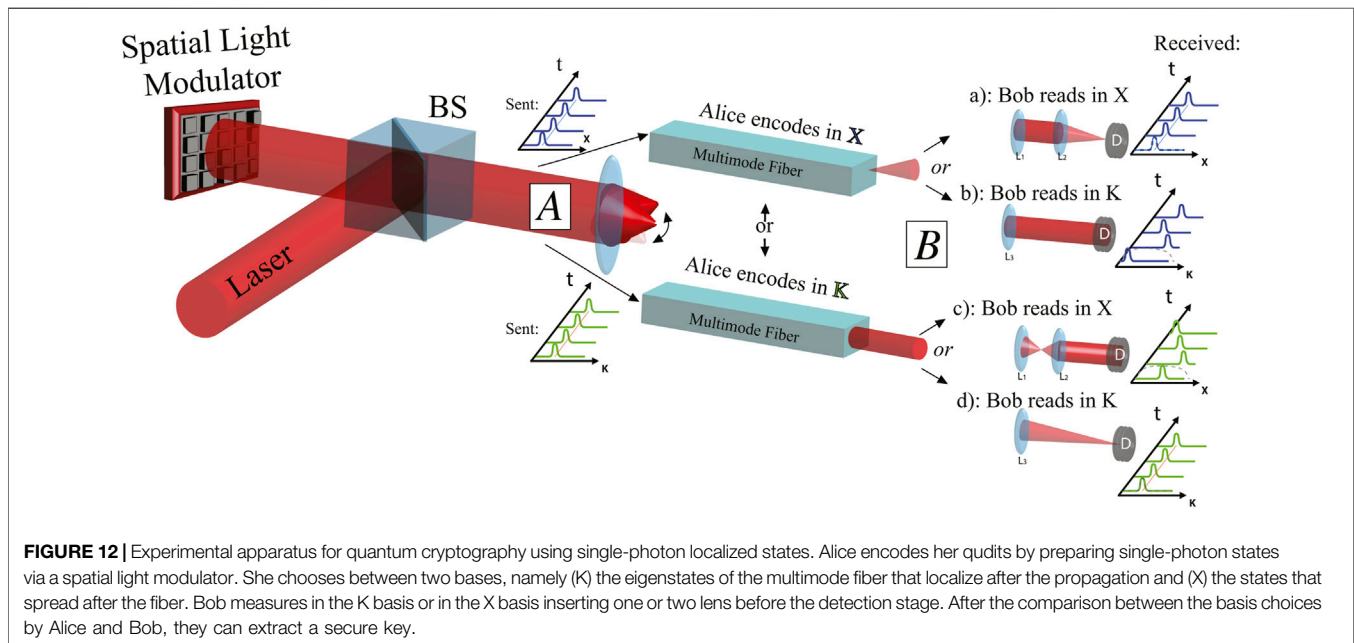 Spatial Light
Modulator
BS
Laser
A
t
Sent:
X
Alice encodes in X
Multimode Fiber
or
Alice encodes in K
Multimode Fiber
t
Sent:
K
B
Received:
a): Bob reads in X
L1
L2
D
t
X
or
b): Bob reads in K
L3
D
t
K
c): Bob reads in X
L1
L2
D
t
X
or
d): Bob reads in K
L3
D
t
K
FIGURE 12 | Experimental apparatus for quantum cryptography using single-photon localized states. Alice encodes her qudits by preparing single-photon states
via a spatial light modulator. She chooses between two bases, namely (K) the eigenstates of the multimode fiber that localize after the propagation and (X) the states that
spread after the fiber. Bob measures in the K basis or in the X basis inserting one or two lens before the detection stage. After the comparison between the basis choices
by Alice and Bob, they can extract a secure key.